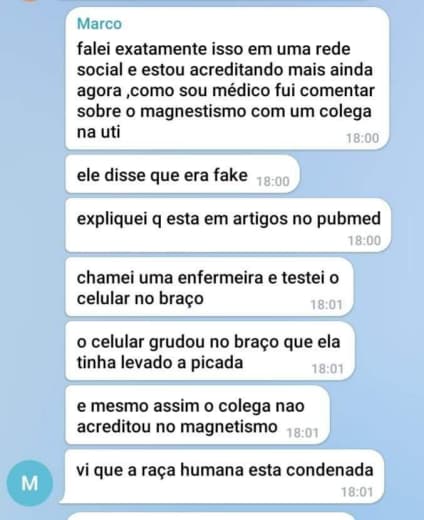 Marco
falei exatamente isso em uma rede
social e estou acreditando mais ainda
agora ,como sou médico fui comentar
sobre o magnestismo com um colega
na uti
18:00
ele disse que era fake 18:00
expliquei q esta em artigos no pubmed
18:00
chamei uma enfermeira e testei o
celular no braço 18:01
o celular grudou no braço que ela
tinha levado a picada 18:01
e mesmo assim o colega nao
acreditou no magnetismo 18:01
M
vi que a raça humana esta condenada
18:01